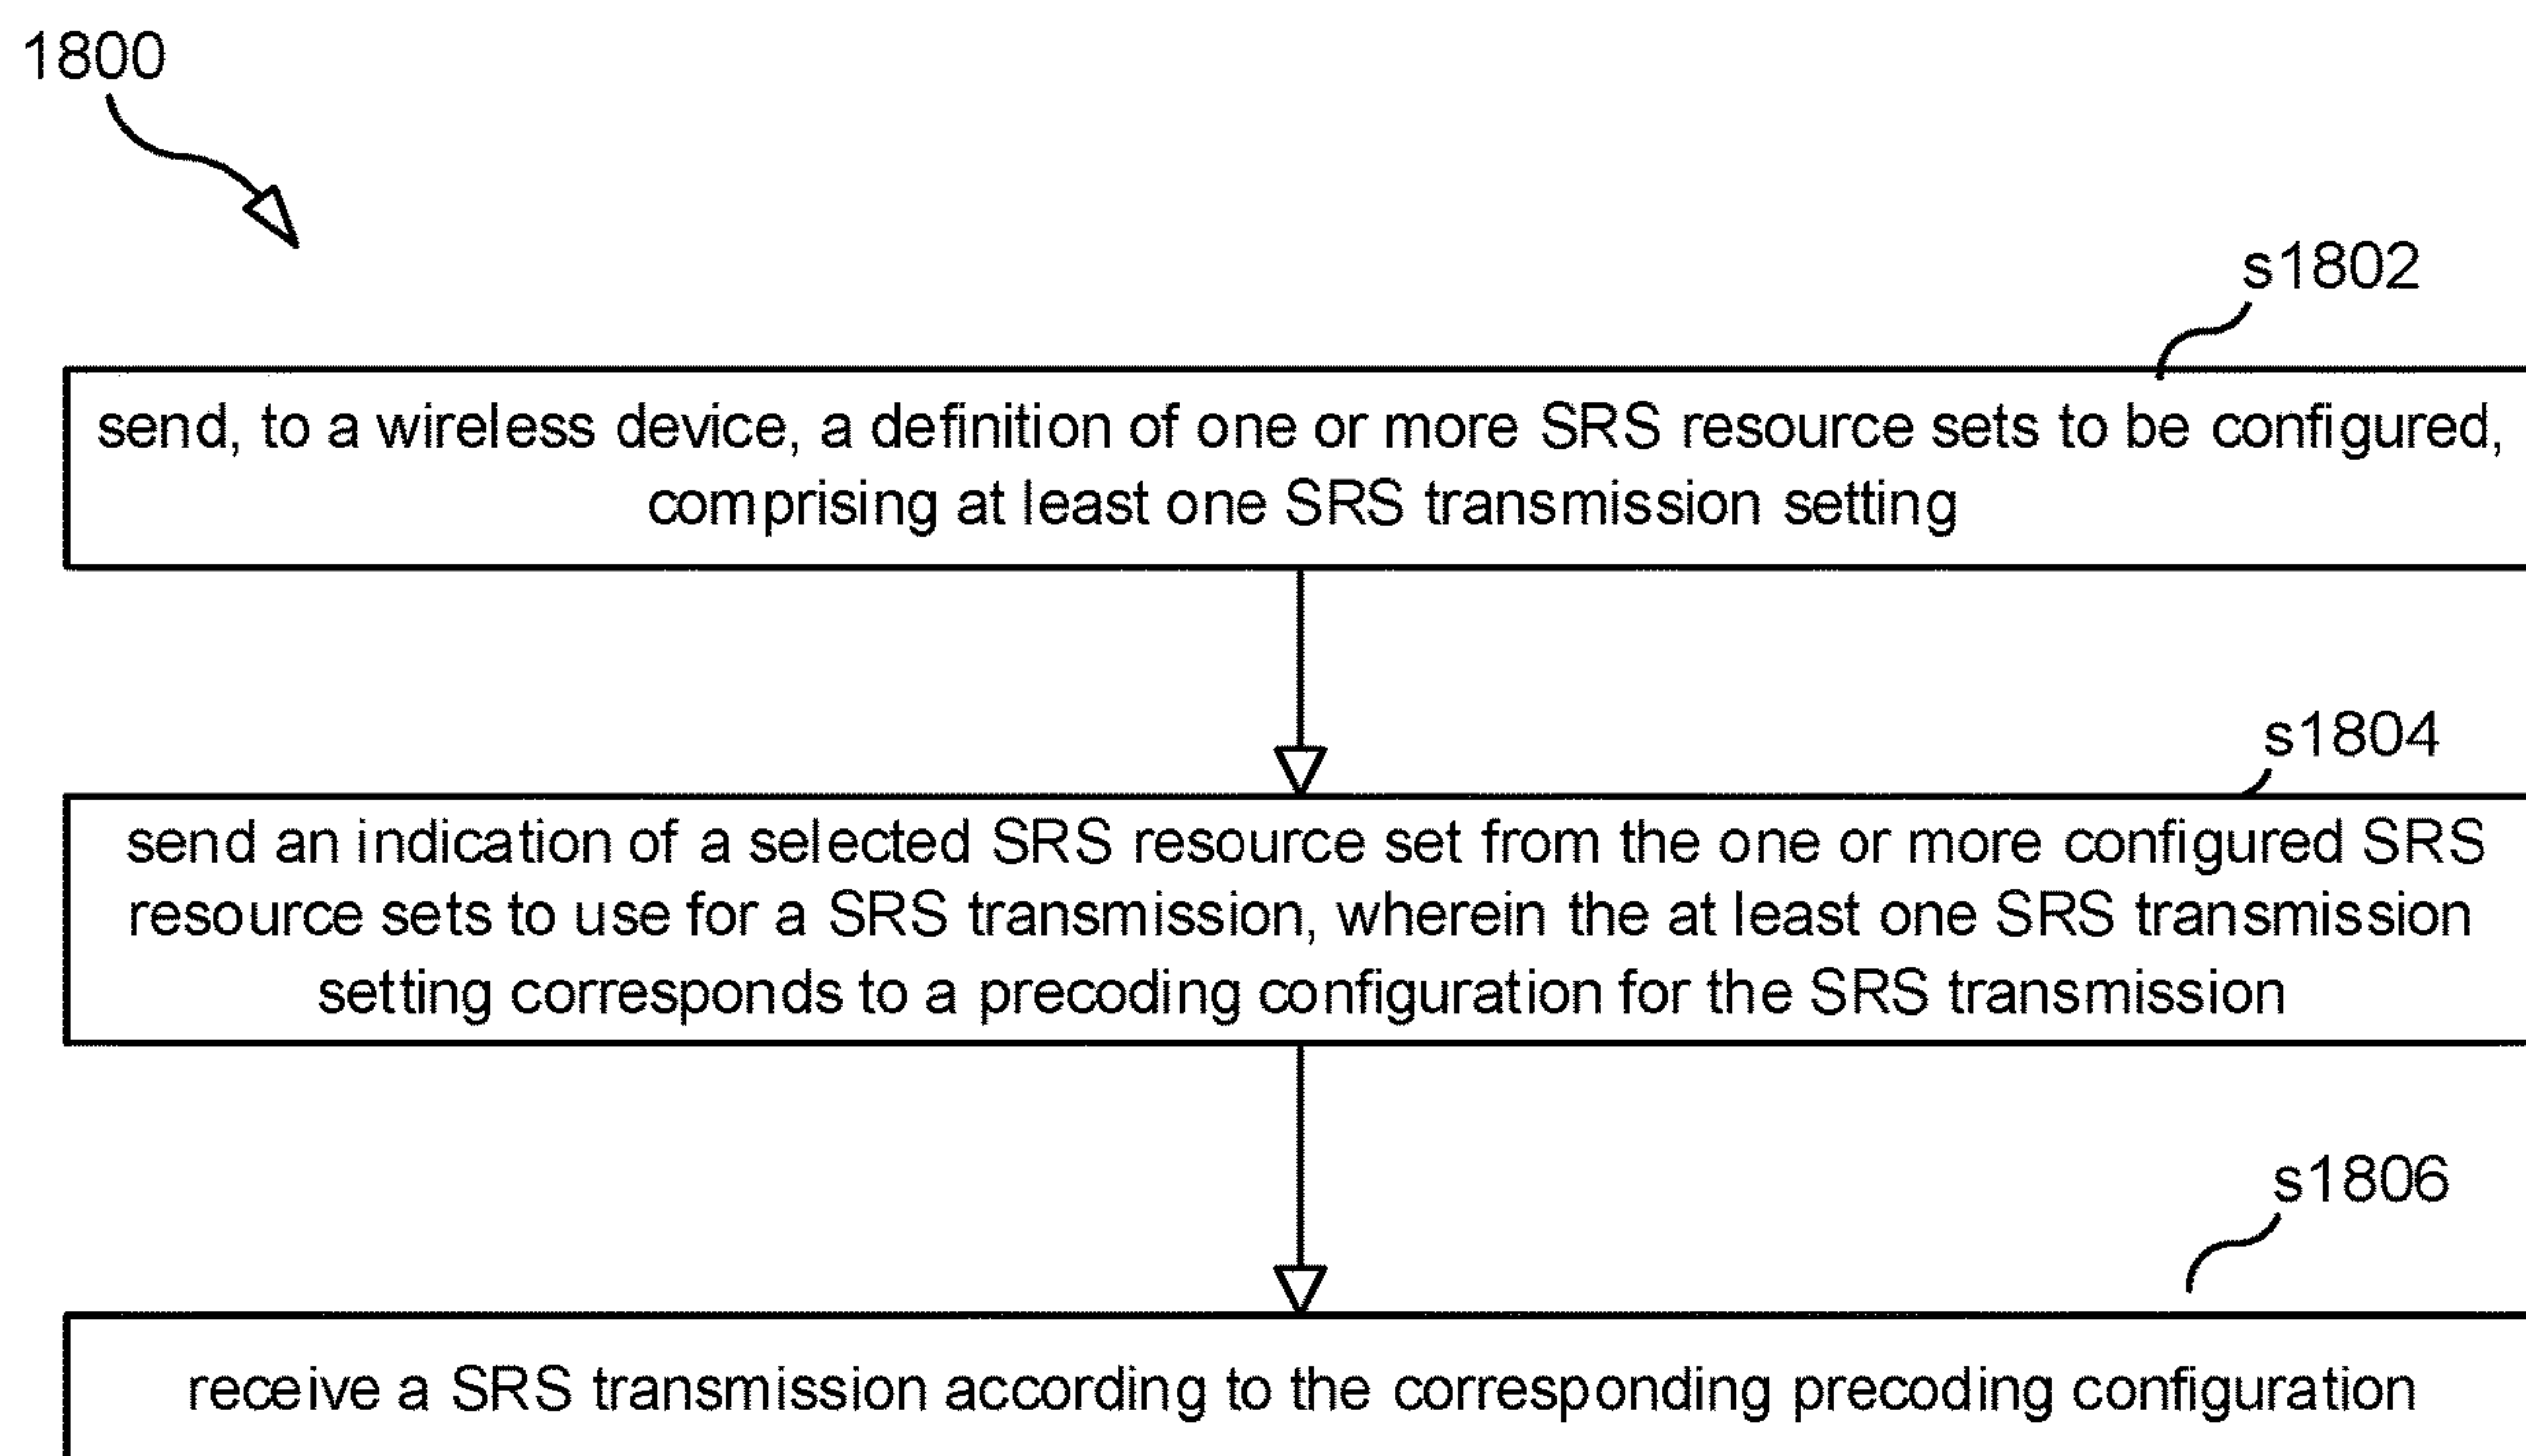 1800
s1802
send, to a wireless device, a definition of one or more SRS resource sets to be configured,
comprising at least one SRS transmission setting
s1804
send an indication of a selected SRS resource set from the one or more configured SRS
resource sets to use for a SRS transmission, wherein the at least one SRS transmission
setting corresponds to a precoding configuration for the SRS transmission
s1806
receive a SRS transmission according to the corresponding precoding configuration